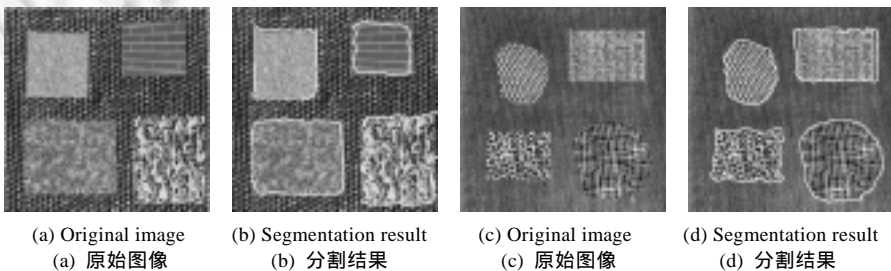 (a) Original image (b) Segmentation result (c) Original image (d) Segmentation result
(a) 原始图像 (b) 分割结果 (c) 原始图像 (d) 分割结果